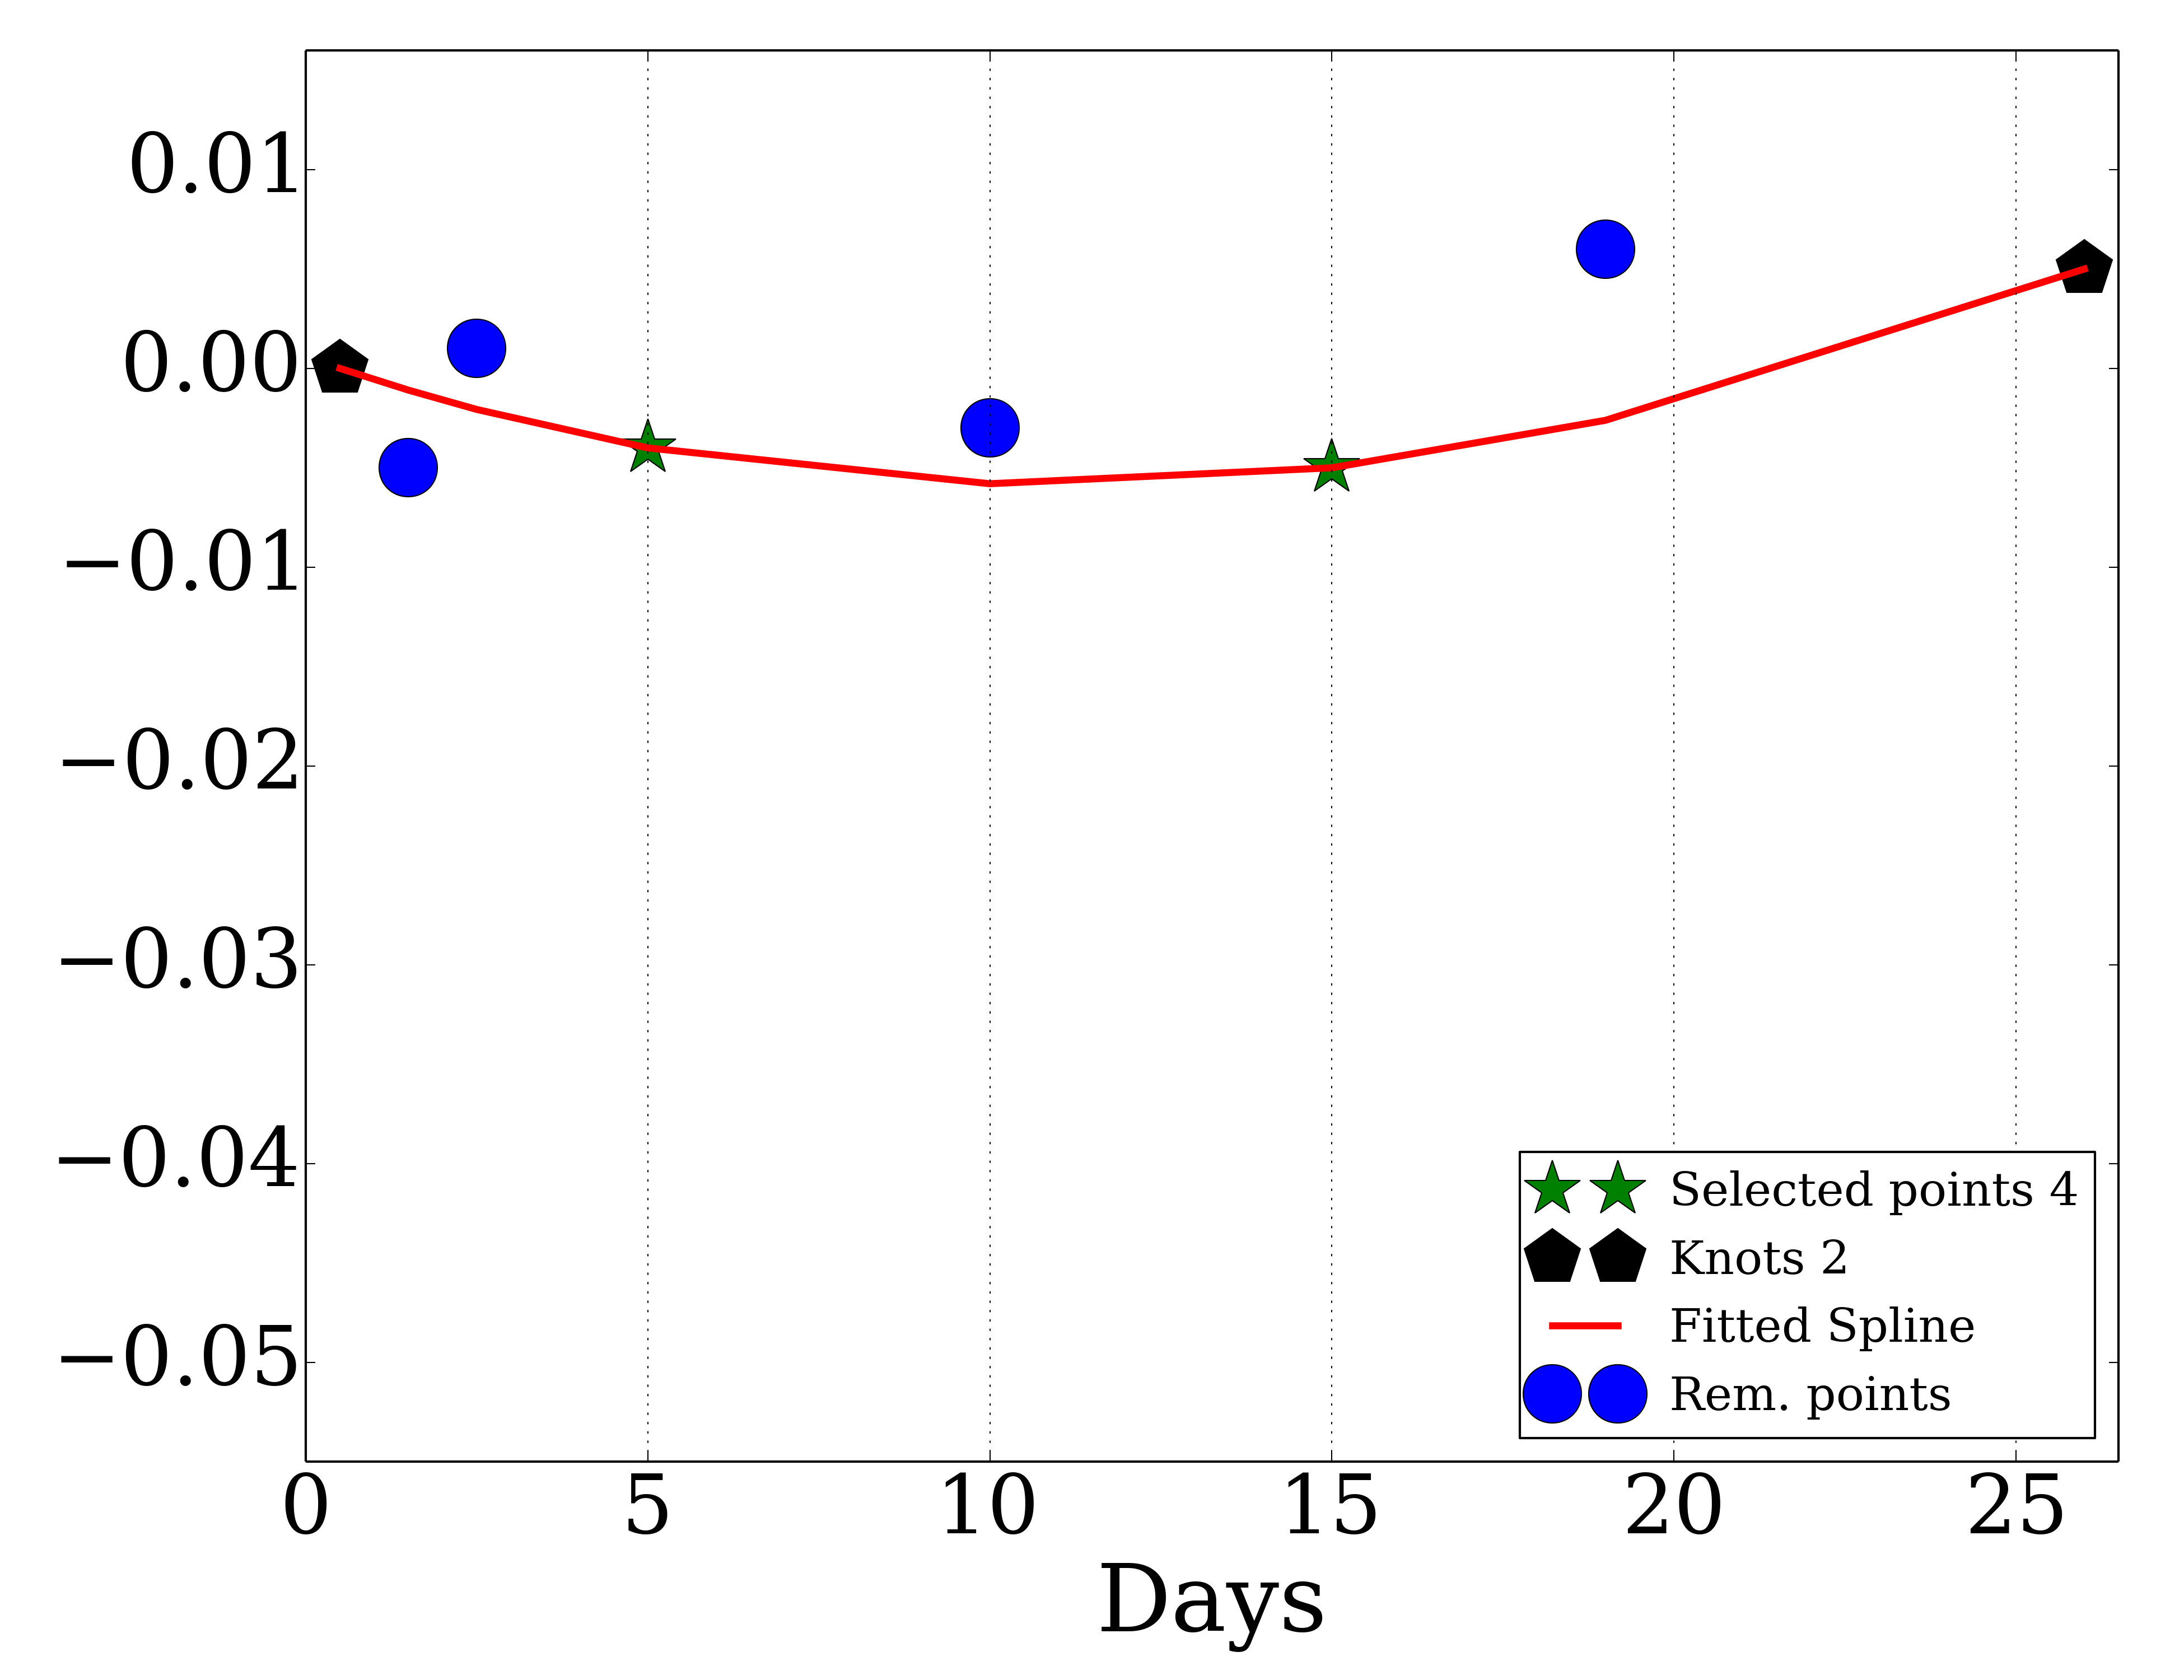 0.01
0.00
−0.01
−0.02
−0.03
−0.04
−0.05
Selected points 4
Knots 2
Fitted Spline
Rem. points
0 5 10 15 20 25
Days